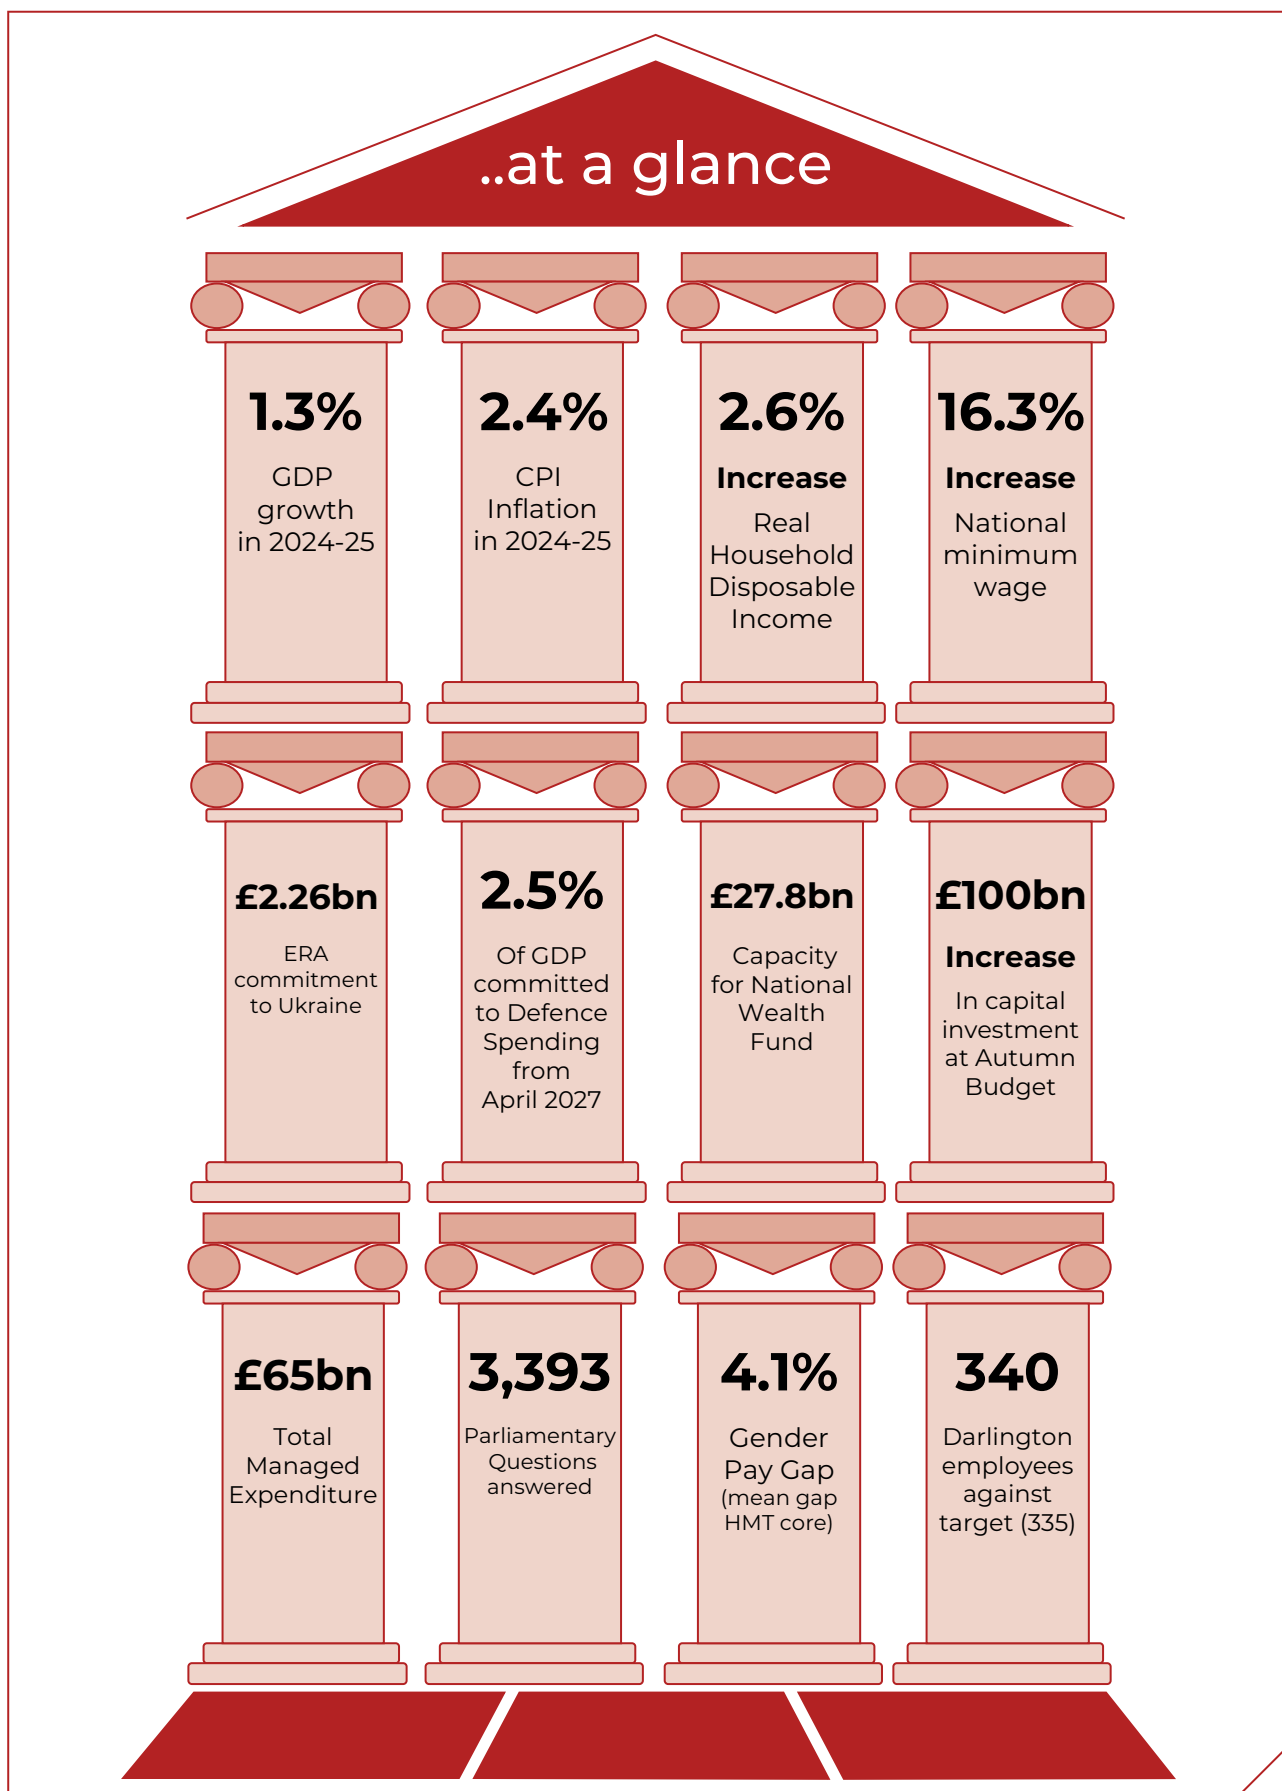 ..at a glance
1.3%
GDP
growth
in 2024-25
2.4%
CPI
Inflation
in 2024-25
2.6%
Increase
Real
Household
Disposable
Income
16.3%
Increase
National
minimum
wage
£2.26bn
ERA
commitment
to Ukraine
2.5%
Of GDP
committed
to Defence
Spending
from
April 2027
£27.8bn
Capacity
for National
Wealth
Fund
£100bn
Increase
In capital
investment
at Autumn
Budget
£65bn
Total
Managed
Expenditure
3,393
Parliamentary
Questions
answered
4.1%
Gender
Pay Gap
(mean gap
HMT core)
340
Darlington
employees
against
target (335)